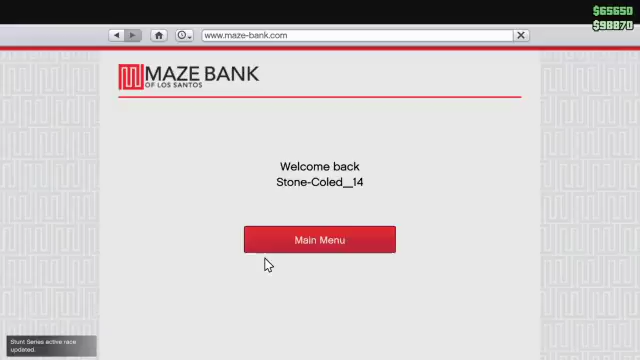 $65650
$98870
www.maze-bank.com
MAZE BANK
OF LOS SANTOS
Welcome back
Stone-Coled__14
Main Menu
Stunt Series active race
updated.